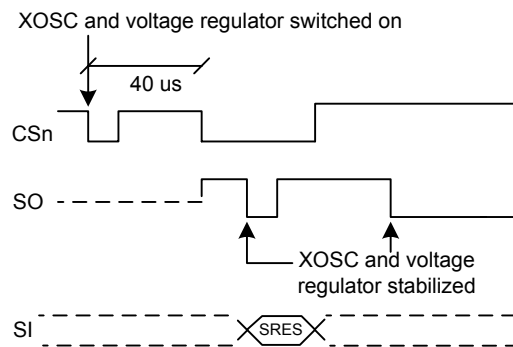 XOSC and voltage regulator switched on
40 us
CSn
SO
XOSC and voltage
regulator stabilized
SI
SRES